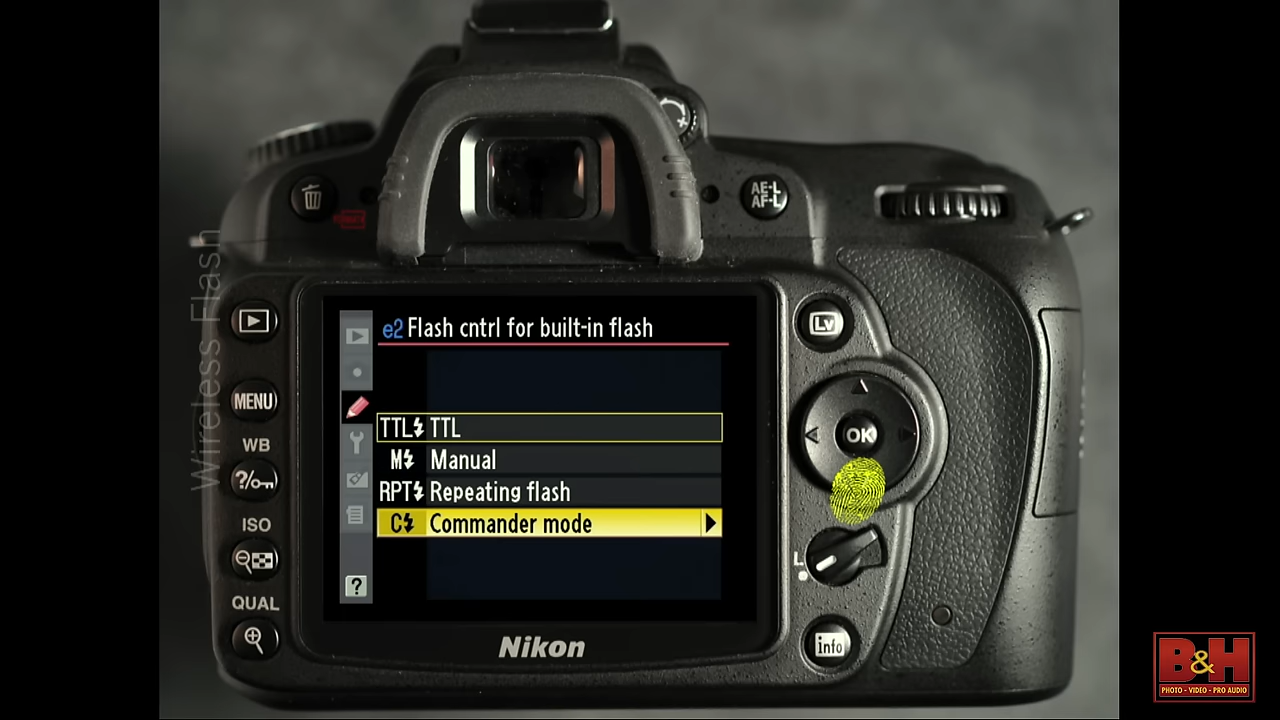 AE-L
AF-L
Wireless Flash
MENU
WB
ISO
QUAL
e2 Flash cntrl for built-in flash
TTL TTL
M Manual
RPT Repeating flash
C Commander mode
?
Lv
OK
L
info
Nikon
B&H
PHOTO - VIDEO - PRO AUDIO